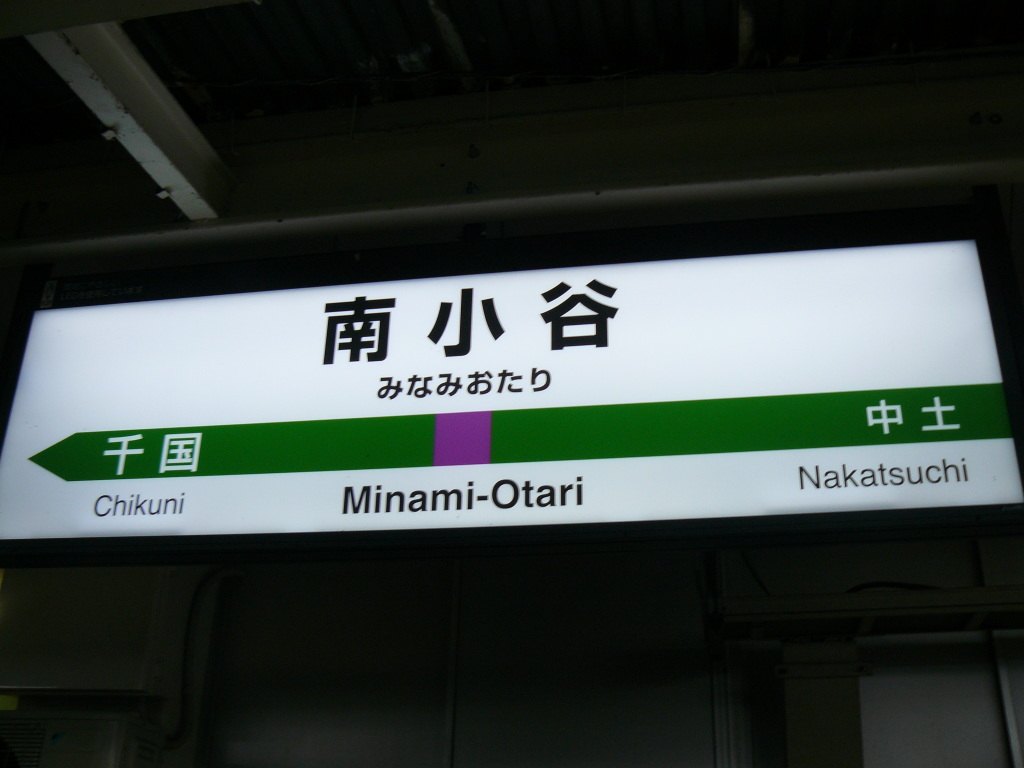 南小谷
みなみおたり
千国
中土
Chikuni
Minami-Otari
Nakatsuchi